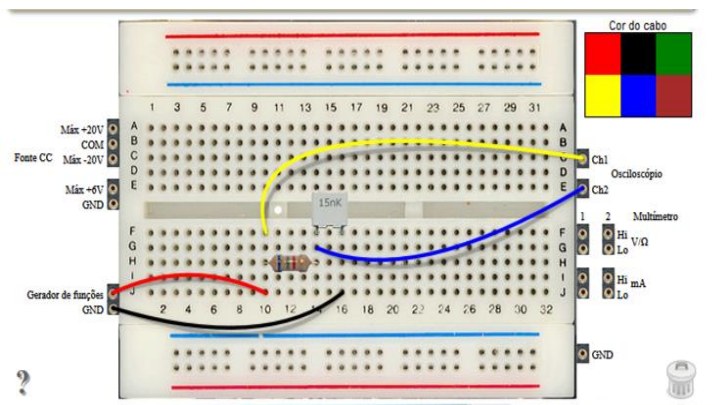 Cor do cabo
1 3 5 7 9 11 13 15 17 19 21 23 25 27 29 31
A A
Máx +20V
B B
COM
C
Fonte CC Máx -20V
Ch1
D D
Osciloscópio
E E
Máx +6V
Ch2
GND
15nK
1 2 Multímetro
F F
Hi
V/Ω
G G
Lo
H H
I I
Hi
mA
J J
Lo
Gerador de funções
GND
2 4 6 8 10 12 14 16 18 20 22 24 26 28 30 32
GND
?